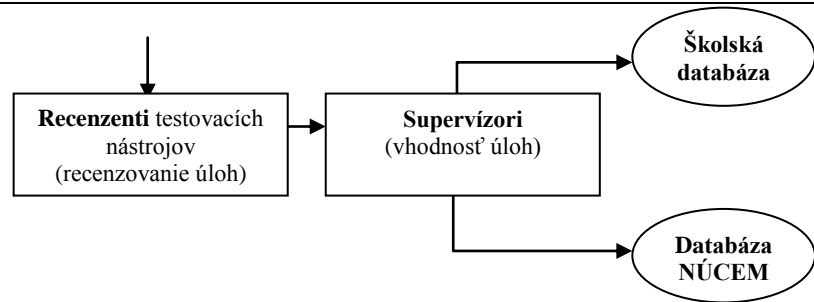 Recenzenti testovacích
nástrojov
(recenzovanie úloh)
Supervízori
(vhodnosť úloh)
Školská
databáza
Databáza
NÚCEM